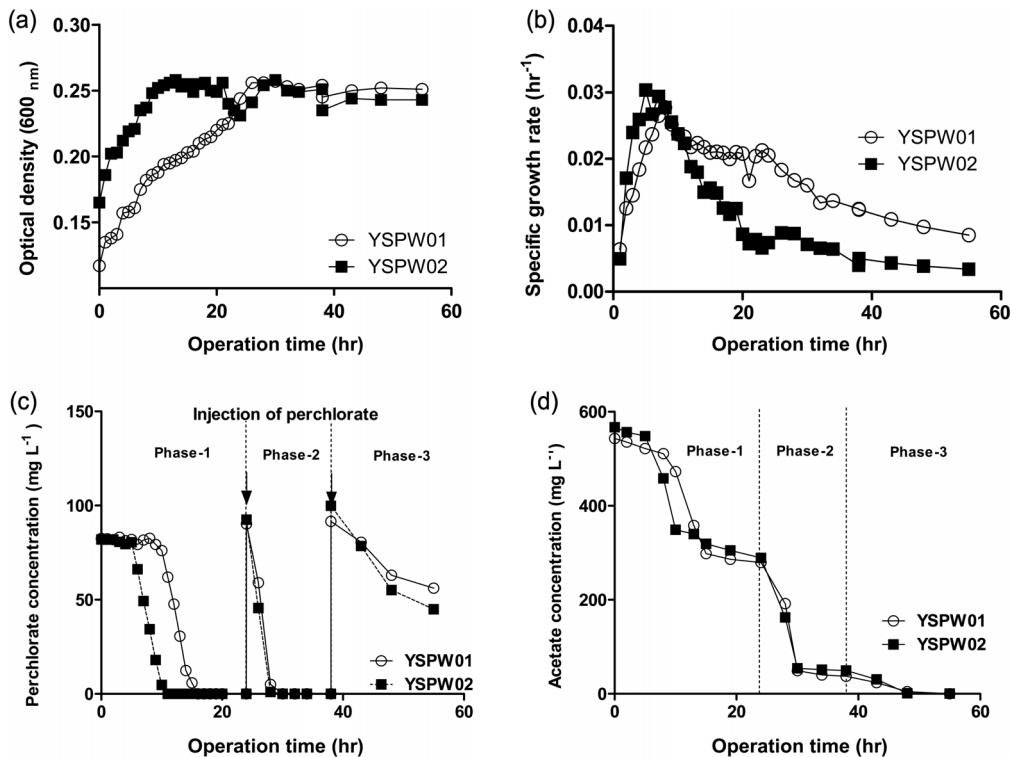 (a)
0.30
0.25
0.20
0.15
Optical density (600 nm)
YSPW01
YSPW02
0 20 40 60
Operation time (hr)
(b)
0.04
0.03
0.02
0.01
0.00
Specific growth rate (hr-1)
YSPW01
YSPW02
0 20 40 60
Operation time (hr)
(c)
150
100
50
0
Perchlorate concentration (mg L-1)
Injection of perchlorate
Phase-1 Phase-2 Phase-3
YSPW01
YSPW02
0 20 40 60
Operation time (hr)
(d)
600
400
200
0
Acetate concentration (mg L-1)
Phase-1 Phase-2 Phase-3
YSPW01
YSPW02
0 20 40 60
Operation time (hr)